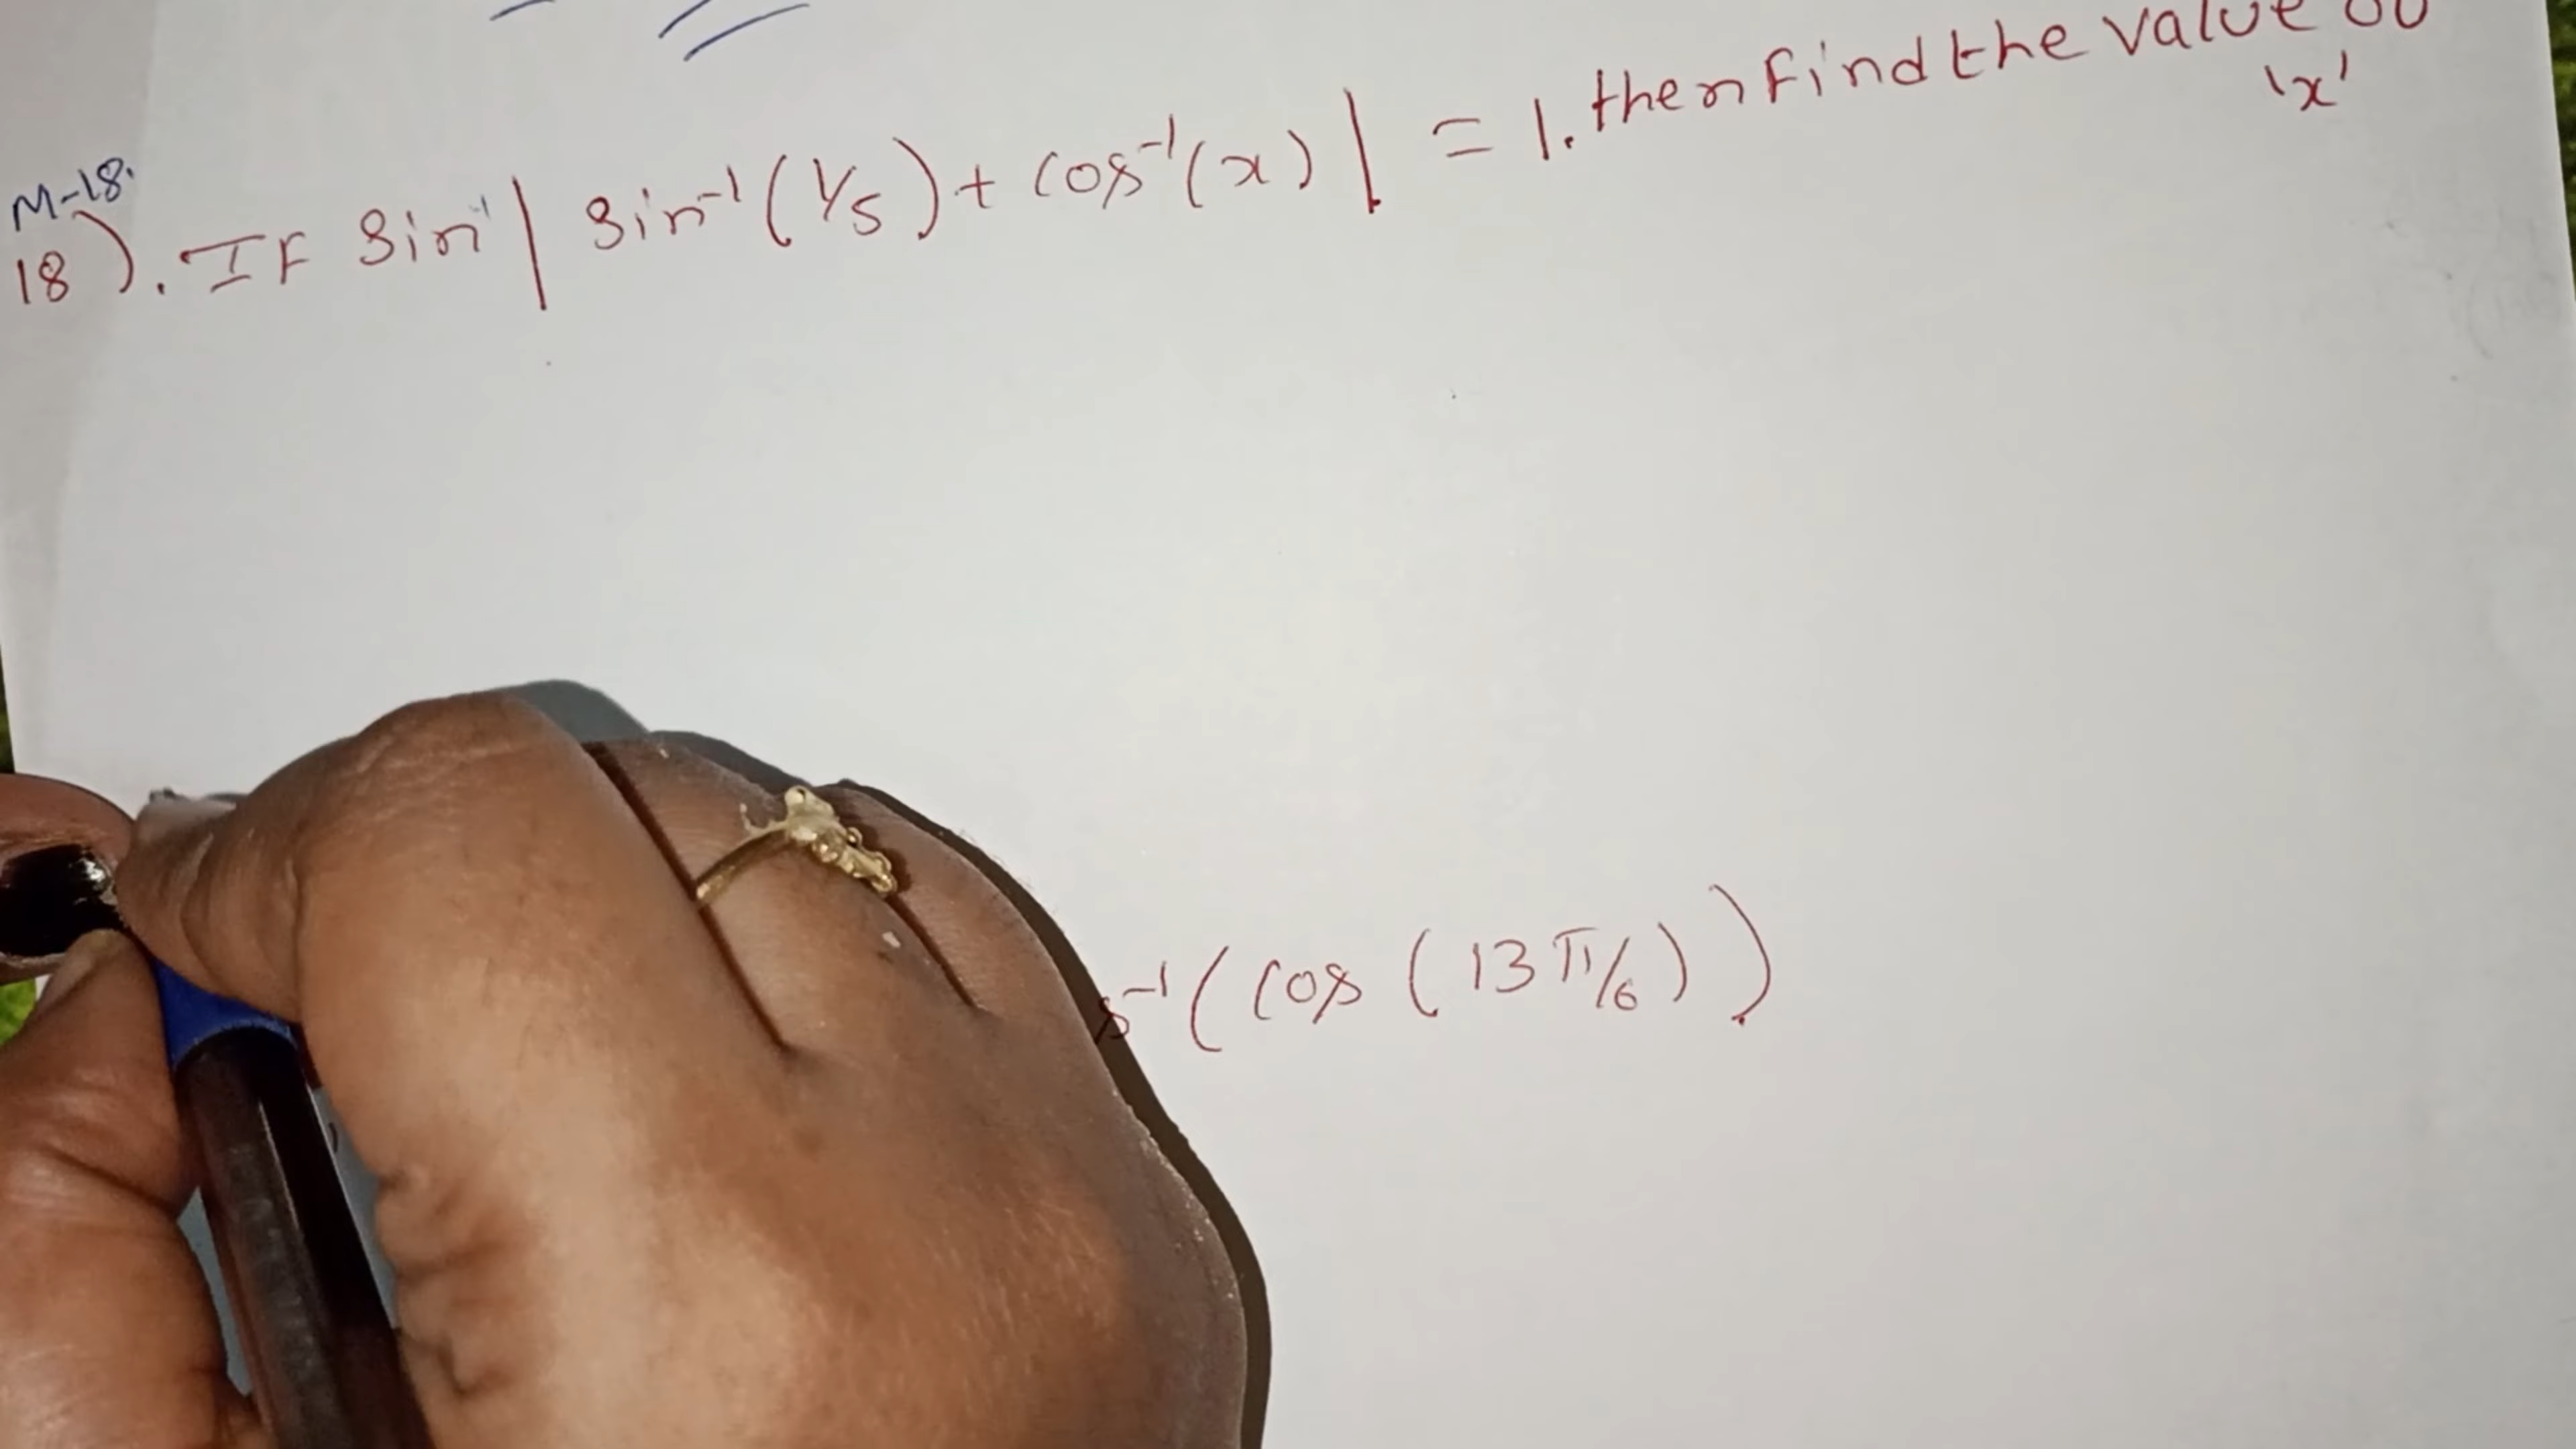 M-18.
18). IF Sin⁻¹| Sin⁻¹(1/5) + Cos⁻¹(x) | = 1. then Find the value
'x'
s⁻¹( Cos ( 13π/6 ) )